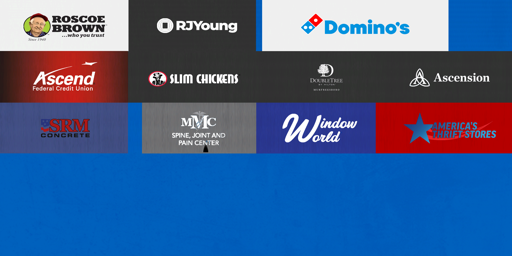 ROSCOE
BROWN
...who you trust
RJYoung
Domino's
Ascend
Federal Credit Union
SLIM CHICKENS
DOUBLETREE
Ascension
SRM
CONCRETE
MMC
SPINE, JOINT AND
PAIN CENTER
Window
World
AMERICA'S
THRIFT STORES